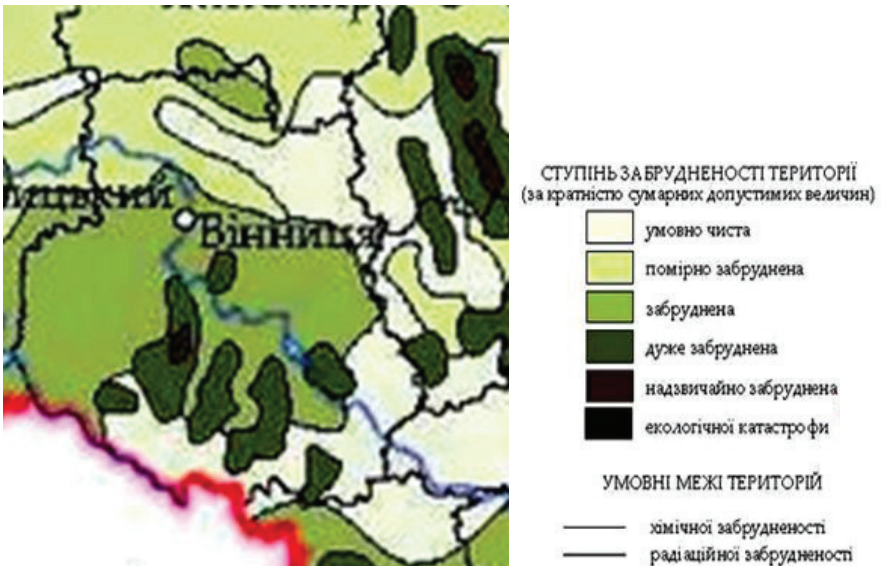 Вінниця
СТУПІНЬ ЗАБРУДНЕНОСТІ ТЕРИТОРІЇ
(за кратністю сумарних допустимих величин)
умовно чиста
помірно забруднена
забруднена
дуже забруднена
надзвичайно забруднена
екологічної катастрофи
УМОВНІ МЕЖІ ТЕРИТОРІЙ
хімічної забрудненості
радіаційної забрудненості